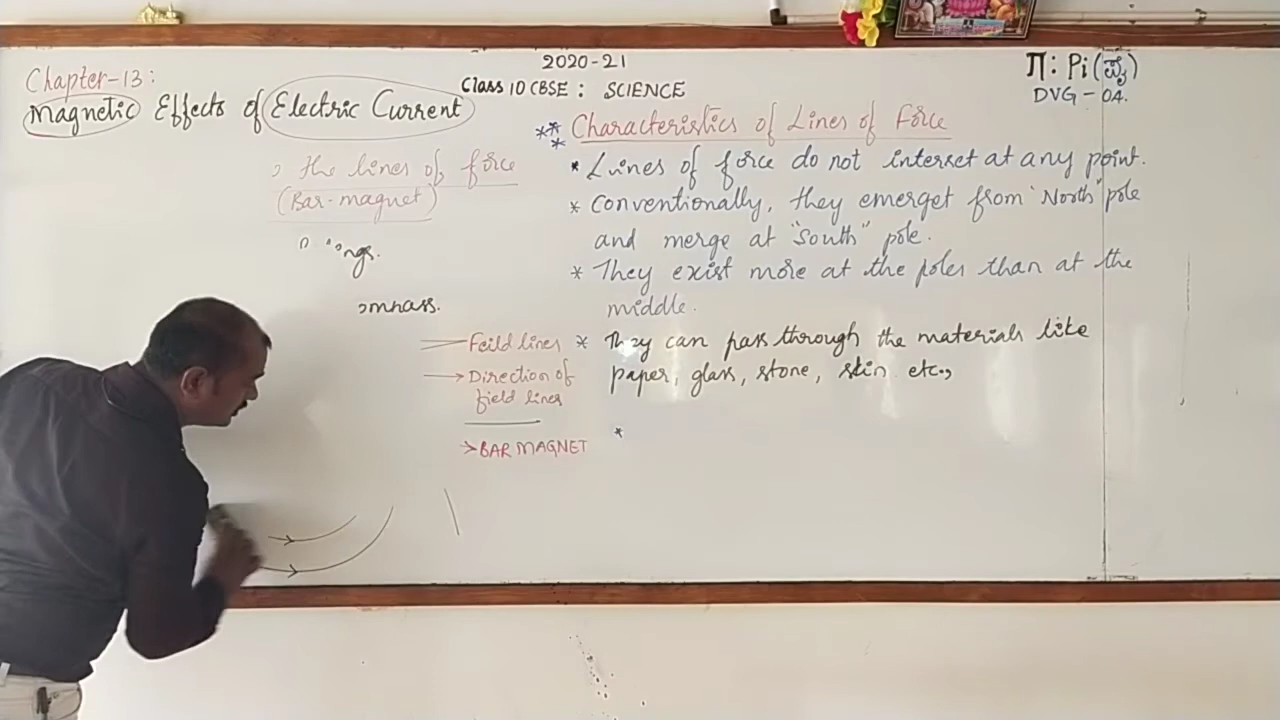 2020-21
Class 10 CBSE : SCIENCE
Π: Pi (ಪೈ)
DVG - 04.
Chapter-13:
Magnetic Effects of Electric Current
the lines of force
(Bar-magnet)
ngs.
mpass.
Feild lines
Direction of
field lines
BAR MAGNET
** Characteristics of Lines of Force
*
* Lines of force do not interset at any point.
* Conventionally, they emerget from "North" pole
and merge at "South" pole.
* They exist more at the poles than at the
middle.
* They can pass through the materials like
paper, glass, stone, skin etc.,
*